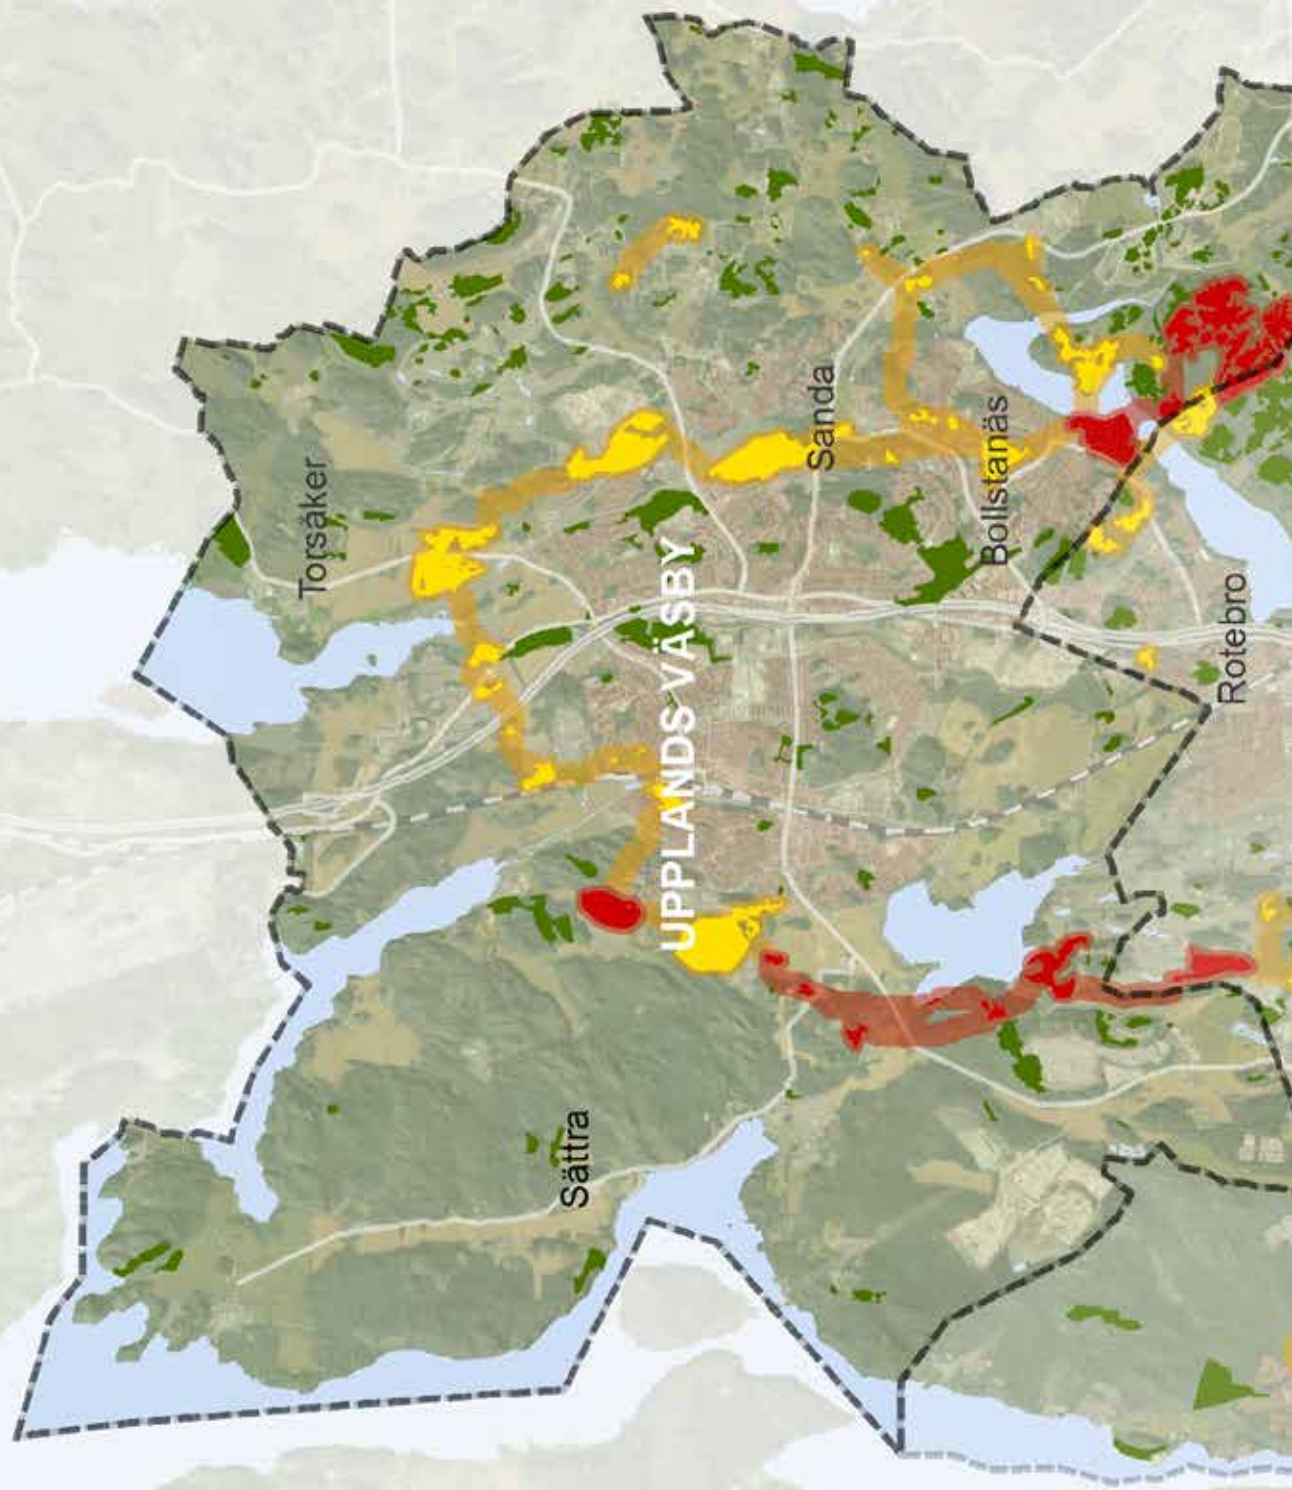 Torsåker
Sanda
Bollstanäs
UPPLANDS VÄSBY
Rotebro
Sättra